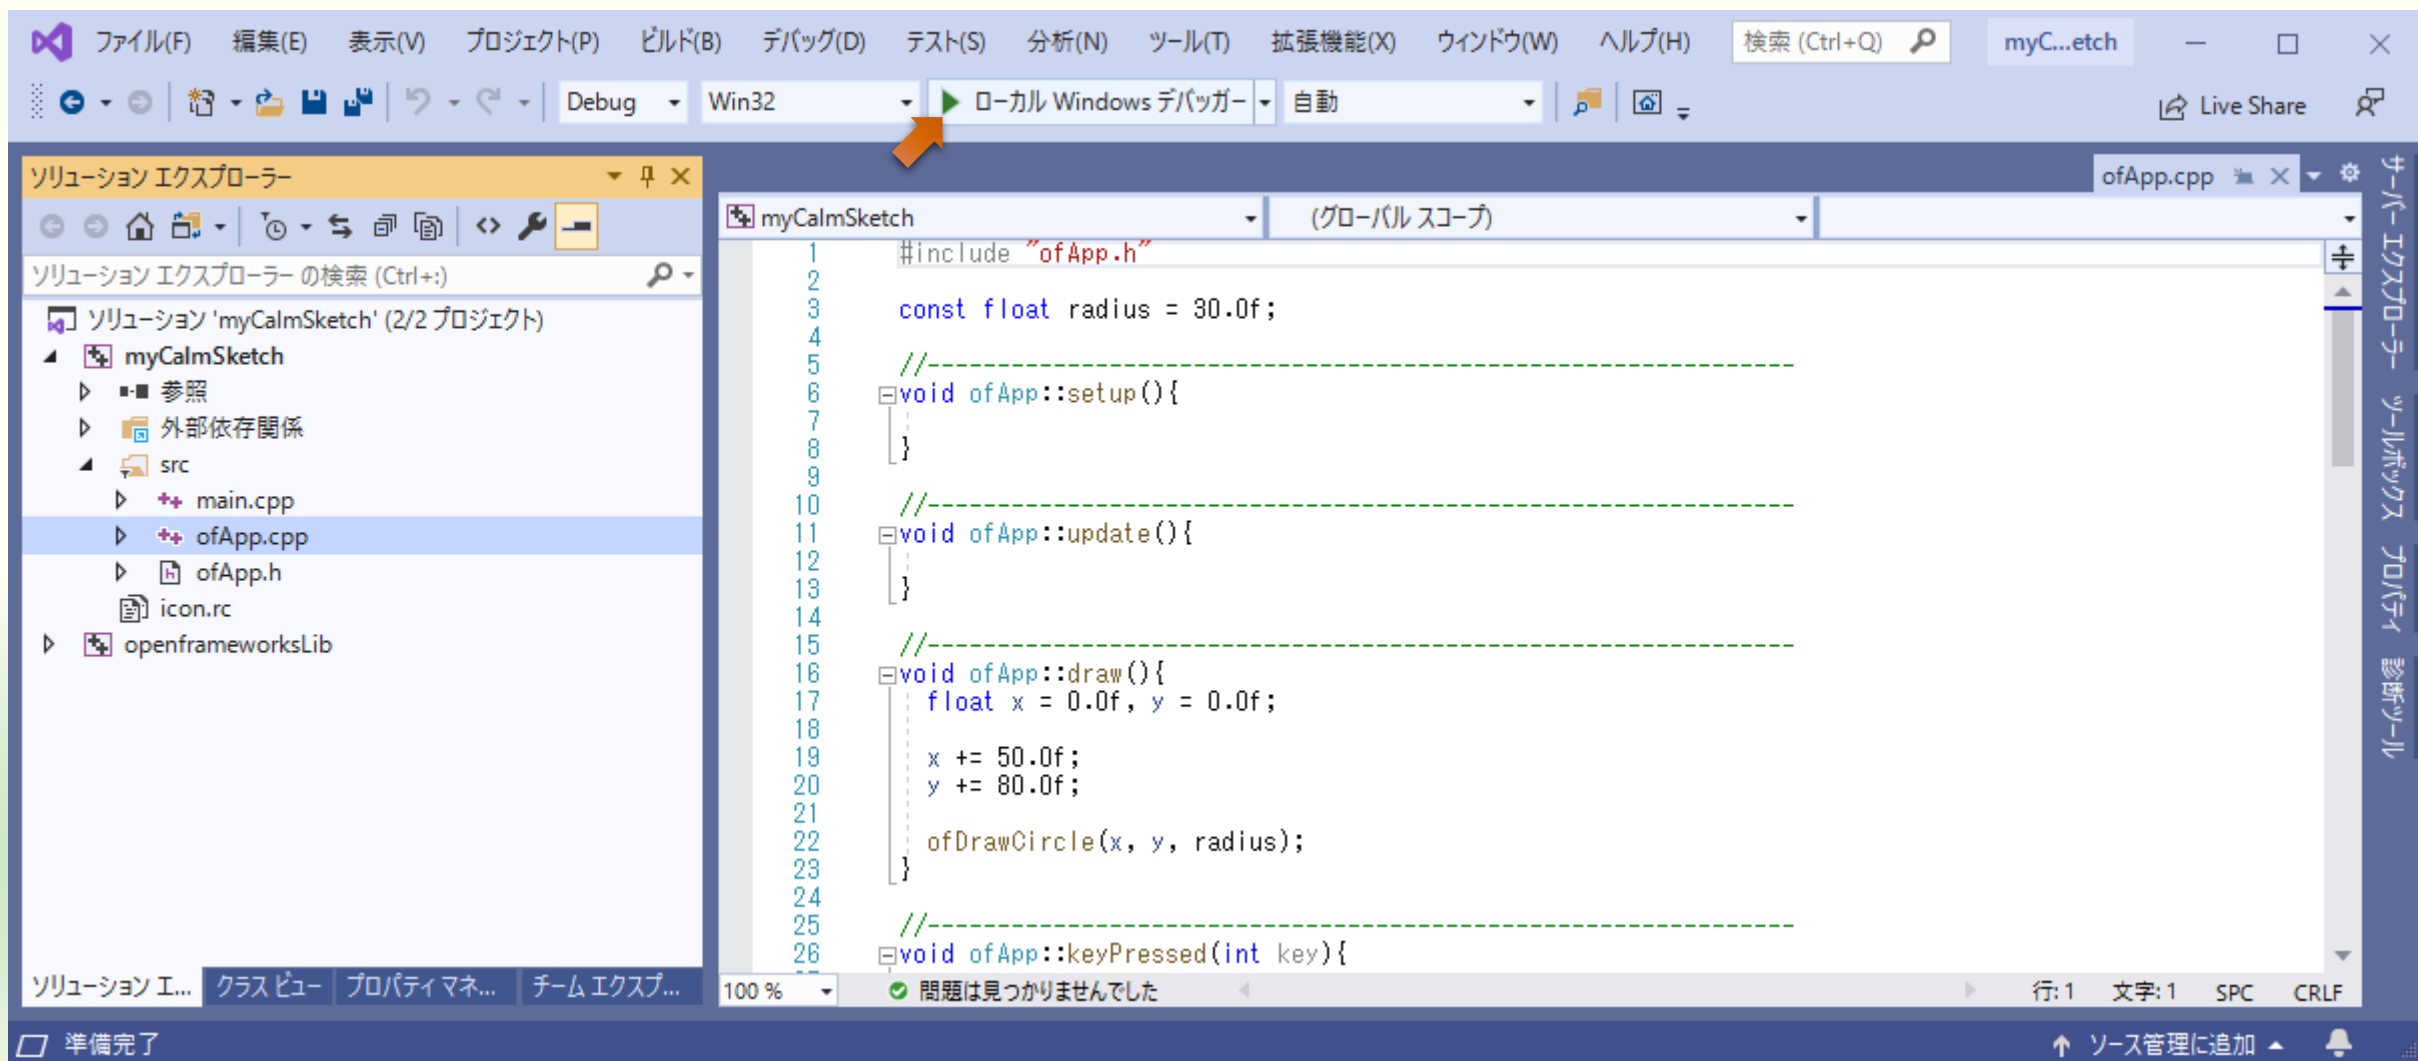 ファイル(F) 編集(E) 表示(V) プロジェクト(P) ビルド(B) デバッグ(D) テスト(S) 分析(N) ツール(T) 拡張機能(X) ウィンドウ(W) ヘルプ(H) 検索 (Ctrl+Q) myC...etch
Debug Win32 ローカル Windows デバッガー 自動 Live Share
ソリューション エクスプローラー
ソリューション エクスプローラー の検索 (Ctrl+:)
ソリューション 'myCalmSketch' (2/2 プロジェクト)
myCalmSketch
参照
外部依存関係
src
main.cpp
ofApp.cpp
ofApp.h
icon.rc
openframeworksLib
ソリューション エ... クラス ビュー プロパティ マネ... チーム エクスプ...
ofApp.cpp
myCalmSketch (グローバル スコープ)
1 #include "ofApp.h"
2
3 const float radius = 30.0f;
4
5 //--------------------------------------------------------------
6 void ofApp::setup(){
7
8 }
9
10 //--------------------------------------------------------------
11 void ofApp::update(){
12
13 }
14
15 //--------------------------------------------------------------
16 void ofApp::draw(){
17 float x = 0.0f, y = 0.0f;
18
19 x += 50.0f;
20 y += 80.0f;
21
22 ofDrawCircle(x, y, radius);
23 }
24
25 //--------------------------------------------------------------
26 void ofApp::keyPressed(int key){
100 % 問題は見つかりませんでした 行: 1 文字: 1 SPC CRLF
サーバー エクスプローラー
ツールボックス
プロパティ
診断ツール
準備完了 ソース管理に追加